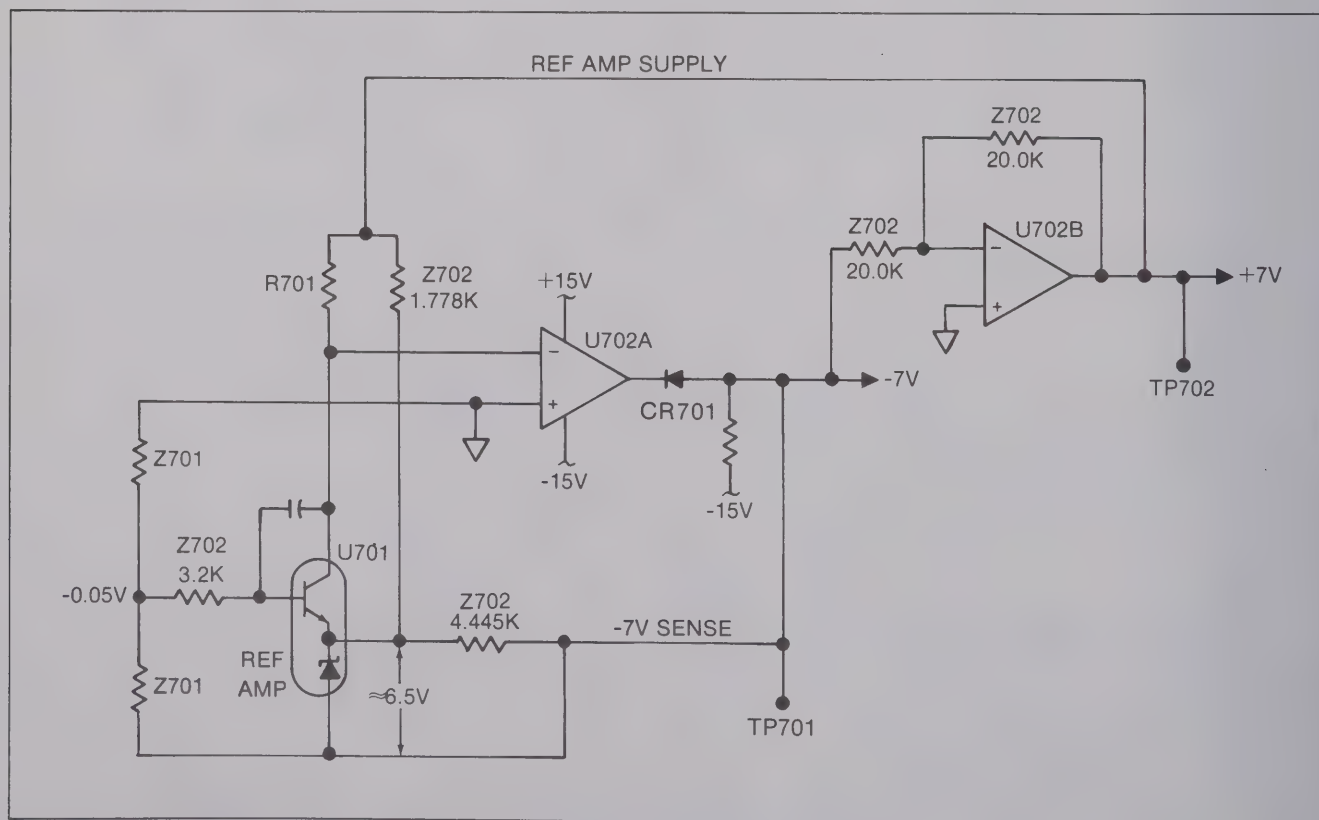 REF AMP SUPPLY
Z702
20.0K
Z702
20.0K
U702B
+7V
TP702
R701
Z702
1.778K
+15V
U702A
-15V
CR701
-7V
-15V
Z701
Z702
3.2K
-0.05V
U701
REF
AMP
Z701
Z702
4.445K
≈6.5V
-7V SENSE
TP701